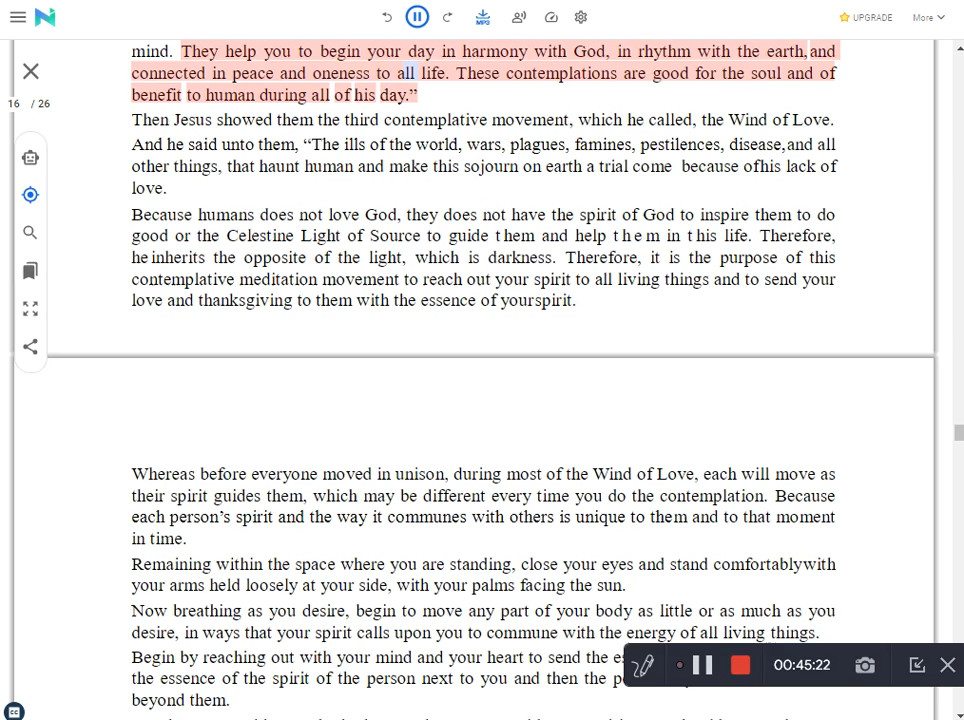 MP3
UPGRADE
More
16 / 26
mind. They help you to begin your day in harmony with God, in rhythm with the earth,and
connected in peace and oneness to all life. These contemplations are good for the soul and of
benefit to human during all of his day.”
Then Jesus showed them the third contemplative movement, which he called, the Wind of Love.
And he said unto them, “The ills of the world, wars, plagues, famines, pestilences, disease,and all
other things, that haunt human and make this sojourn on earth a trial come because ofhis lack of
love.
Because humans does not love God, they does not have the spirit of God to inspire them to do
good or the Celestine Light of Source to guide them and help them in this life. Therefore,
he inherits the opposite of the light, which is darkness. Therefore, it is the purpose of this
contemplative meditation movement to reach out your spirit to all living things and to send your
love and thanksgiving to them with the essence of yourspirit.
Whereas before everyone moved in unison, during most of the Wind of Love, each will move as
their spirit guides them, which may be different every time you do the contemplation. Because
each person’s spirit and the way it communes with others is unique to them and to that moment
in time.
Remaining within the space where you are standing, close your eyes and stand comfortablywith
your arms held loosely at your side, with your palms facing the sun.
Now breathing as you desire, begin to move any part of your body as little or as much as you
desire, in ways that your spirit calls upon you to commune with the energy of all living things.
Begin by reaching out with your mind and your heart to send the
the essence of the spirit of the person next to you and then the
beyond them.
00:45:22
CC